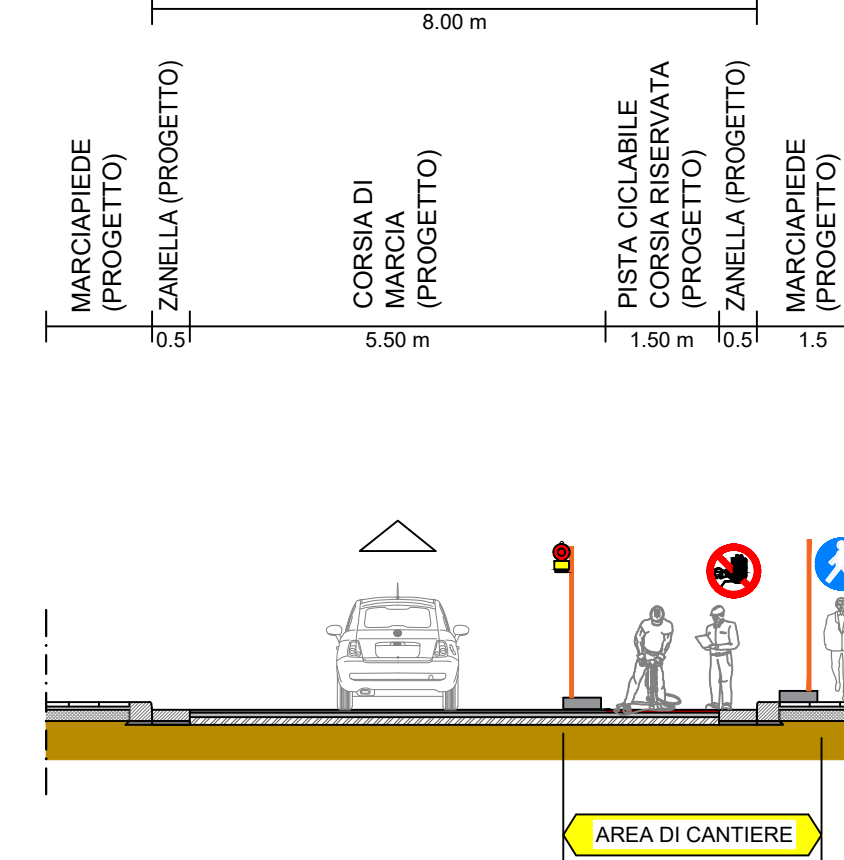 8.00 m
MARCIAPIEDE
(PROGETTO)
ZANELLA (PROGETTO)
CORSIA DI
MARCIA
(PROGETTO)
PISTA CICLABILE
CORSIA RISERVATA
(PROGETTO)
ZANELLA (PROGETTO)
MARCIAPIEDE
(PROGETTO)
0.5
5.50 m
1.50 m
0.5
1.5
AREA DI CANTIERE